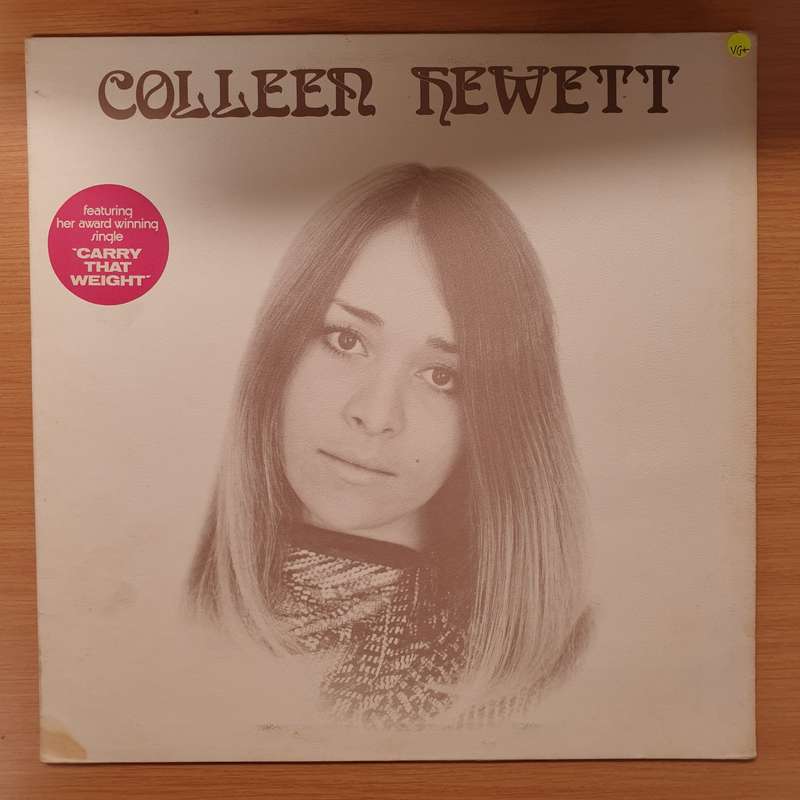 COLLEEN HEWETT
VG+
featuring
her award winning
single
"CARRY
THAT
WEIGHT"